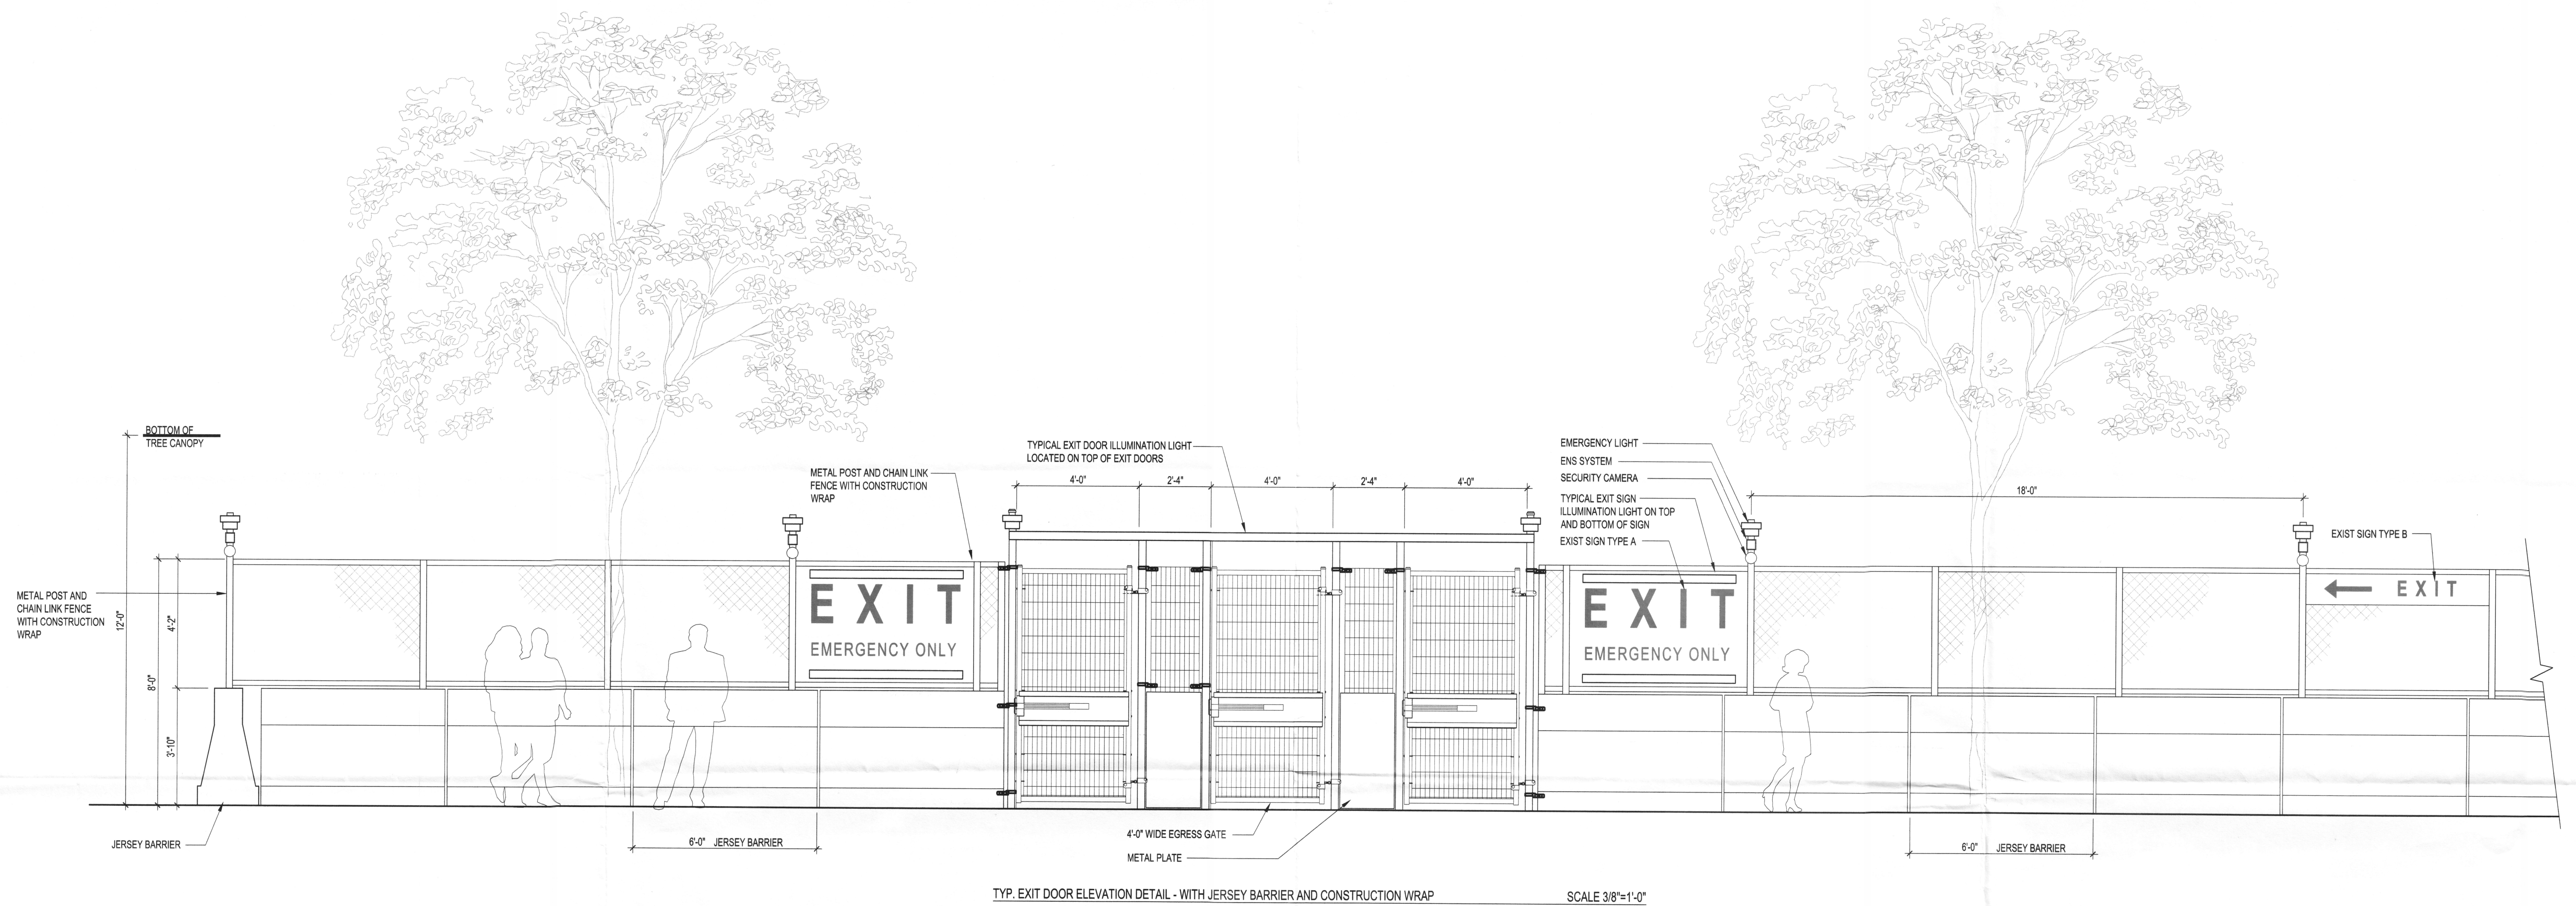 BOTTOM OF
TREE CANOPY
METAL POST AND
CHAIN LINK FENCE
WITH CONSTRUCTION
WRAP
12'-0"
8'-0"
4'-2"
3'-10"
JERSEY BARRIER
METAL POST AND CHAIN LINK
FENCE WITH CONSTRUCTION
WRAP
EXIT
EMERGENCY ONLY
6'-0" JERSEY BARRIER
TYPICAL EXIT DOOR ILLUMINATION LIGHT
LOCATED ON TOP OF EXIT DOORS
4'-0" 2'-4" 4'-0" 2'-4" 4'-0"
4'-0" WIDE EGRESS GATE
METAL PLATE
EMERGENCY LIGHT
ENS SYSTEM
SECURITY CAMERA
TYPICAL EXIT SIGN
ILLUMINATION LIGHT ON TOP
AND BOTTOM OF SIGN
EXIST SIGN TYPE A
EXIT
EMERGENCY ONLY
18'-0"
EXIST SIGN TYPE B
EXIT
6'-0" JERSEY BARRIER
TYP. EXIT DOOR ELEVATION DETAIL - WITH JERSEY BARRIER AND CONSTRUCTION WRAP
SCALE 3/8"=1'-0"